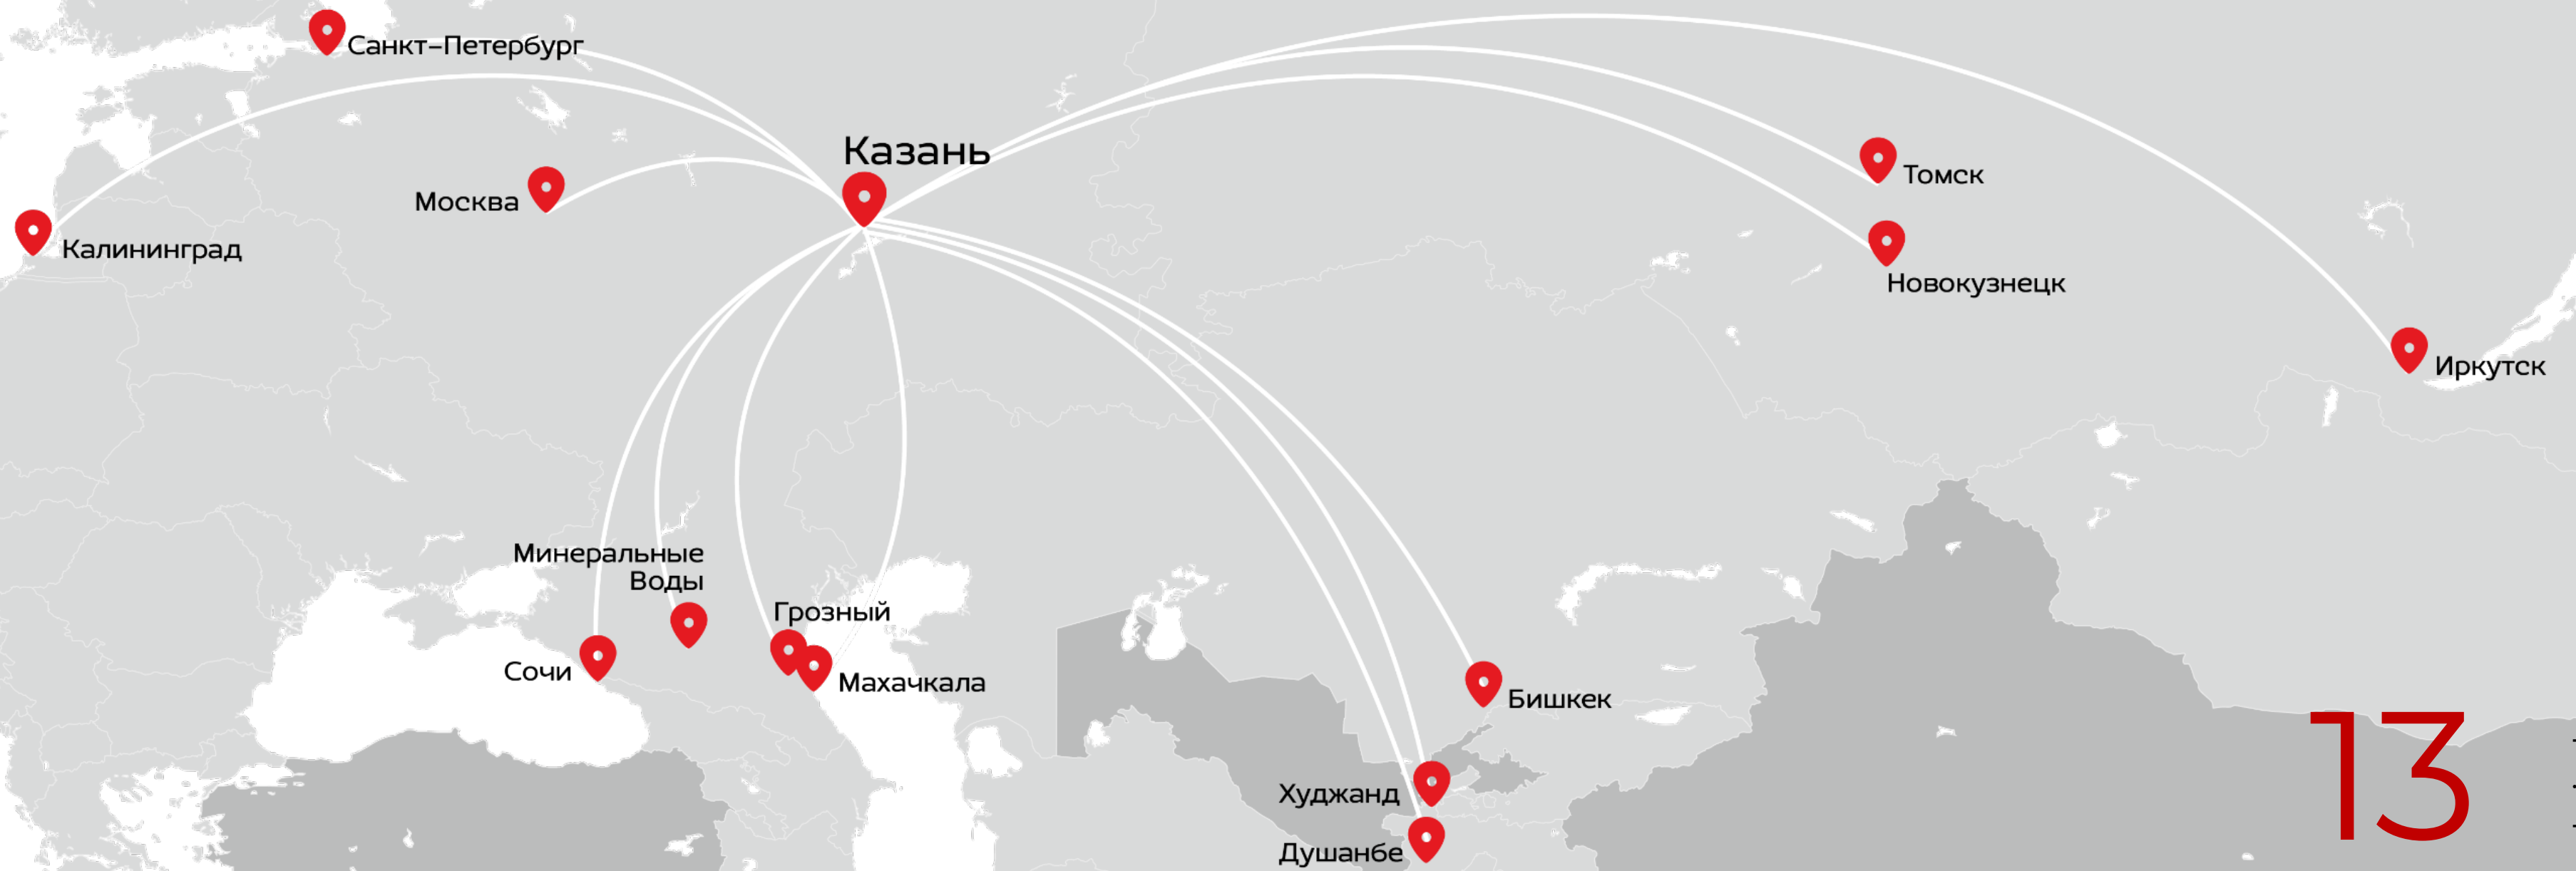 Санкт-Петербург
Казань
Томск
Москва
Калининград
Новокузнецк
Иркутск
Минеральные
Воды
Грозный
Сочи
Махачкала
Бишкек
Худжанд
Душанбе
13